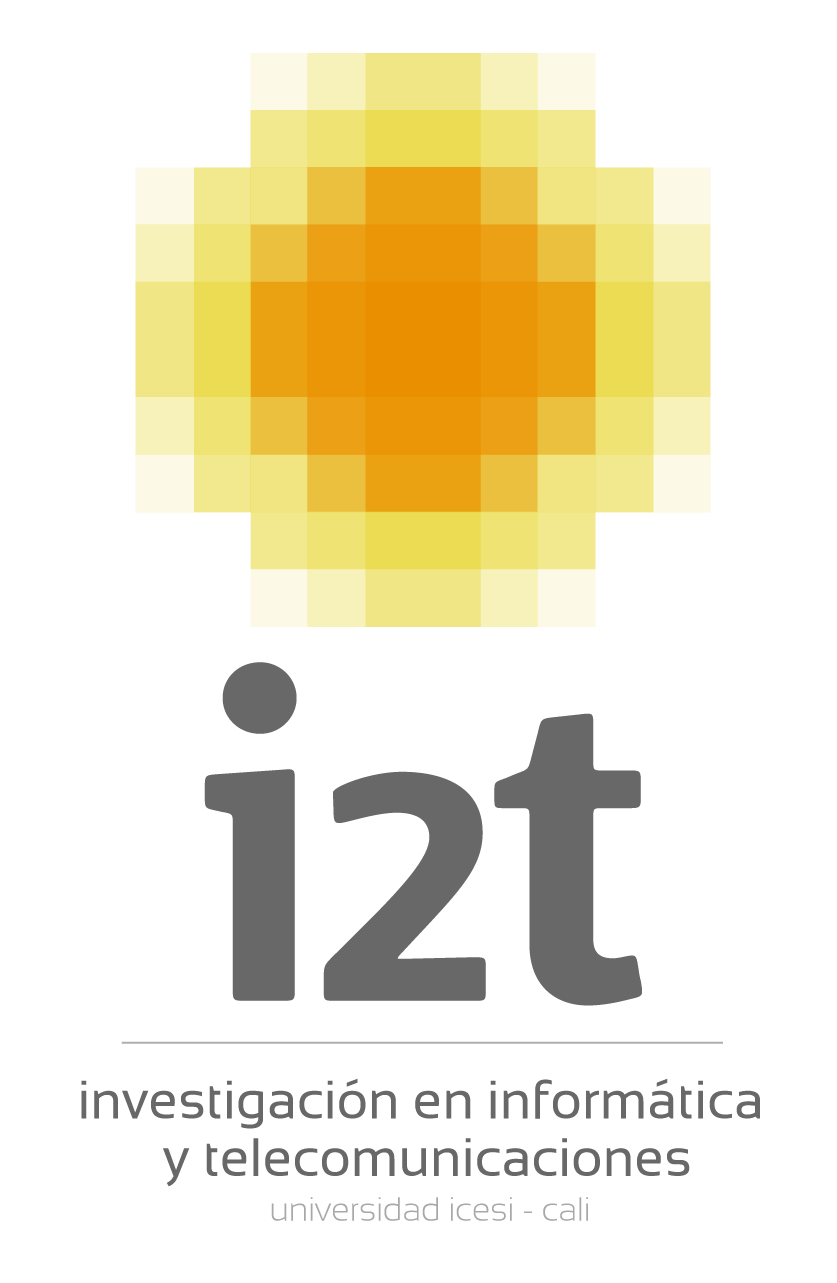 i2t
investigación en informática
y telecomunicaciones
universidad icesi - cali